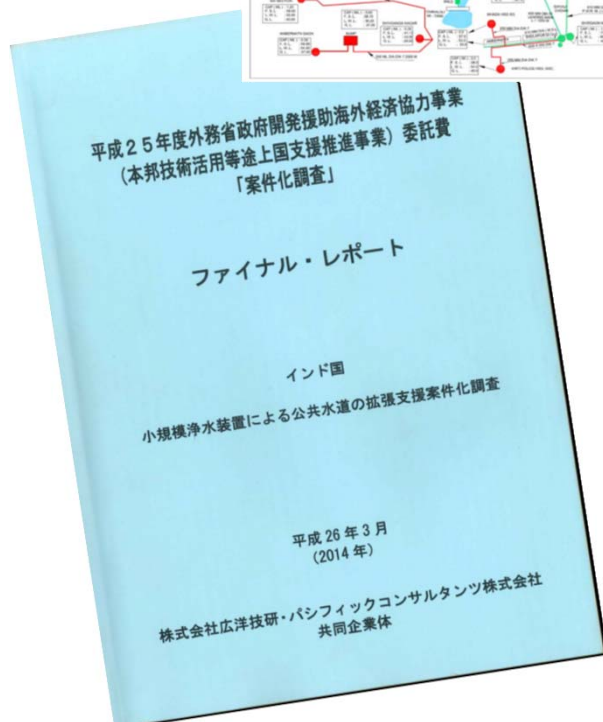 平成２５年度外務省政府開発援助海外経済協力事業
（本邦技術活用等途上国支援推進事業）委託費
「案件化調査」
ファイナル・レポート
インド国
小規模浄水装置による公共水道の拡張支援案件化調査
平成 26 年 3 月
(2014 年)
株式会社広洋技研・パシフィックコンサルタンツ株式会社
共同企業体